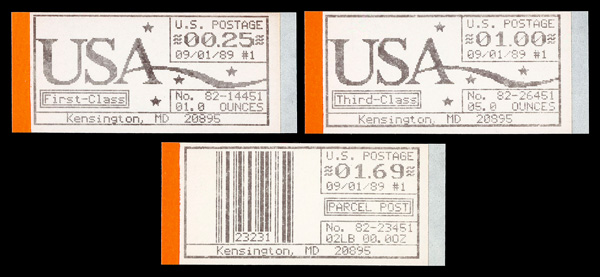 U.S. POSTAGE
00.25
09/01/89 #1
USA
First-Class
No. 82-14451
01.0 OUNCES
Kensington, MD 20895
U.S. POSTAGE
01.00
09/01/89 #1
USA
Third-Class
No. 82-26451
05.0 OUNCES
Kensington, MD 20895
U.S. POSTAGE
01.69
09/01/89 #1
PARCEL POST
No. 82-23451
02LB 00.0OZ
23231
Kensington, MD 20895